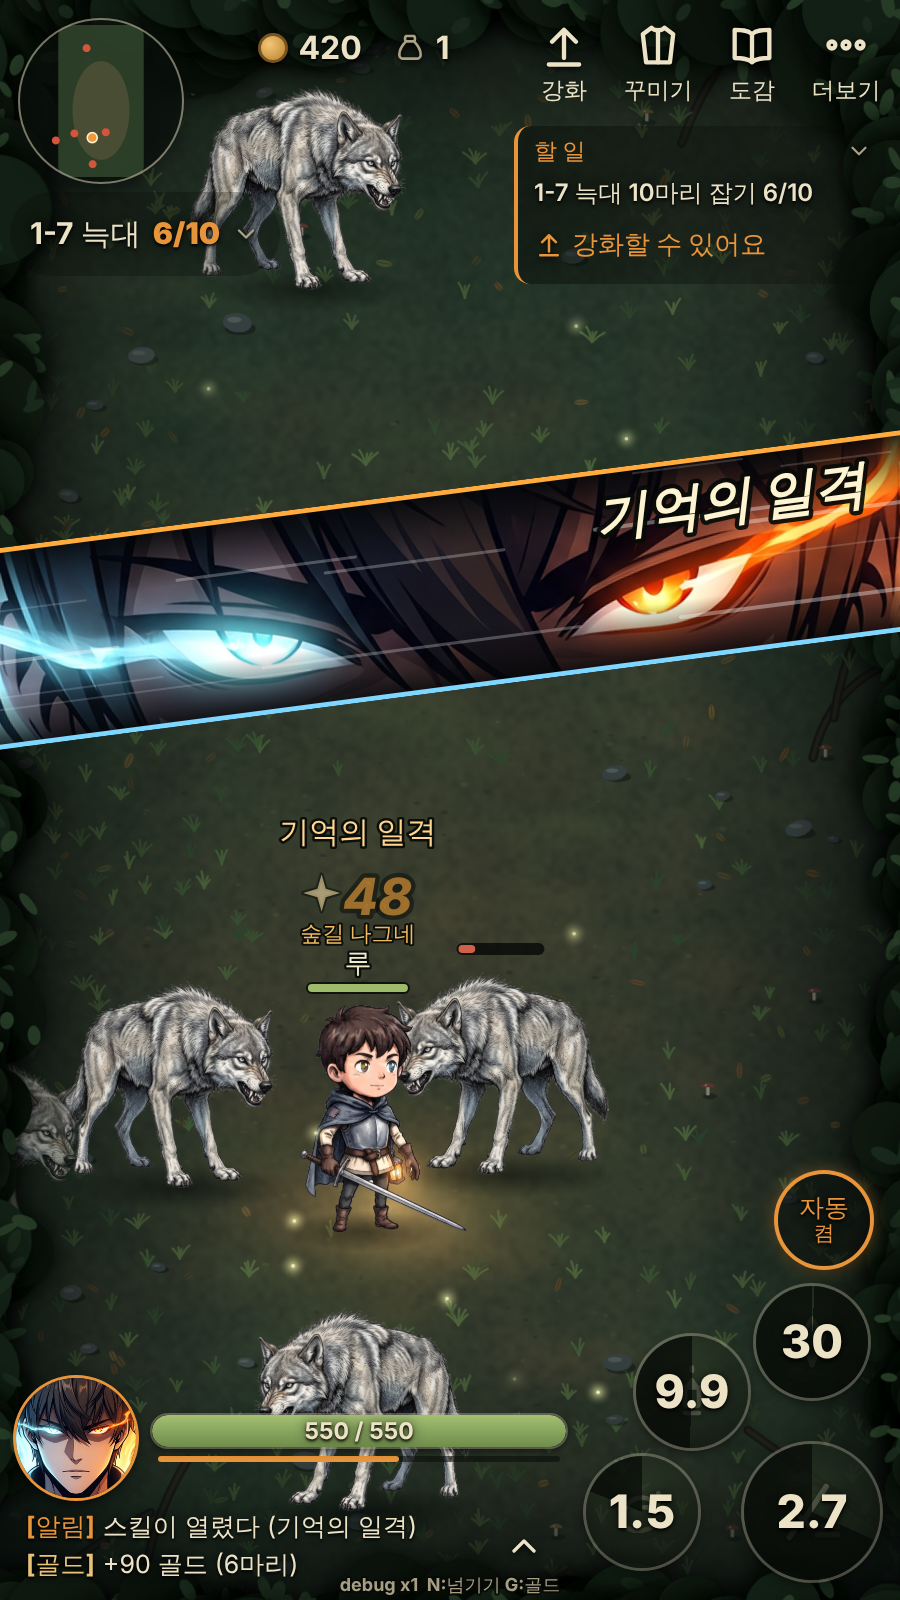 420
1
강화
꾸미기
도감
더보기
할 일
1-7 늑대 10마리 잡기 6/10
강화할 수 있어요
1-7 늑대 6/10
기억의 일격
기억의 일격
48
숲길 나그네
루
자동
켬
30
9.9
1.5
2.7
550 / 550
[알림] 스킬이 열렸다 (기억의 일격)
[골드] +90 골드 (6마리)
debug x1 N:넘기기 G:골드